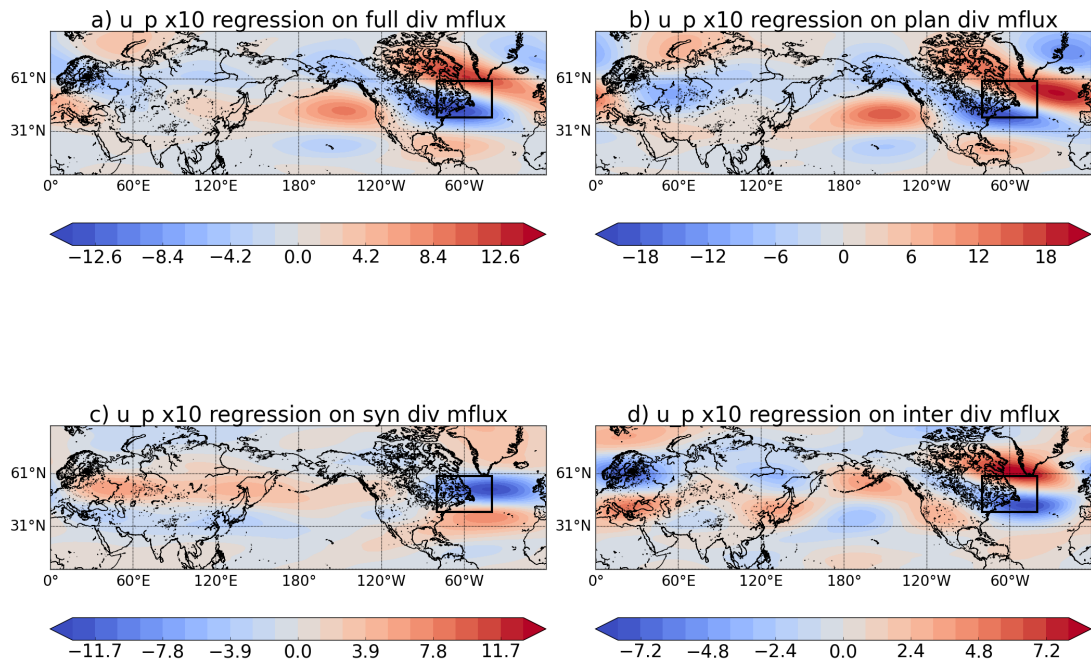 a) u_p x10 regression on full div mflux
61°N
31°N
0° 60°E 120°E 180° 120°W 60°W
−12.6 −8.4 −4.2 0.0 4.2 8.4 12.6
b) u_p x10 regression on plan div mflux
61°N
31°N
0° 60°E 120°E 180° 120°W 60°W
−18 −12 −6 0 6 12 18
c) u_p x10 regression on syn div mflux
61°N
31°N
0° 60°E 120°E 180° 120°W 60°W
−11.7 −7.8 −3.9 0.0 3.9 7.8 11.7
d) u_p x10 regression on inter div mflux
61°N
31°N
0° 60°E 120°E 180° 120°W 60°W
−7.2 −4.8 −2.4 0.0 2.4 4.8 7.2